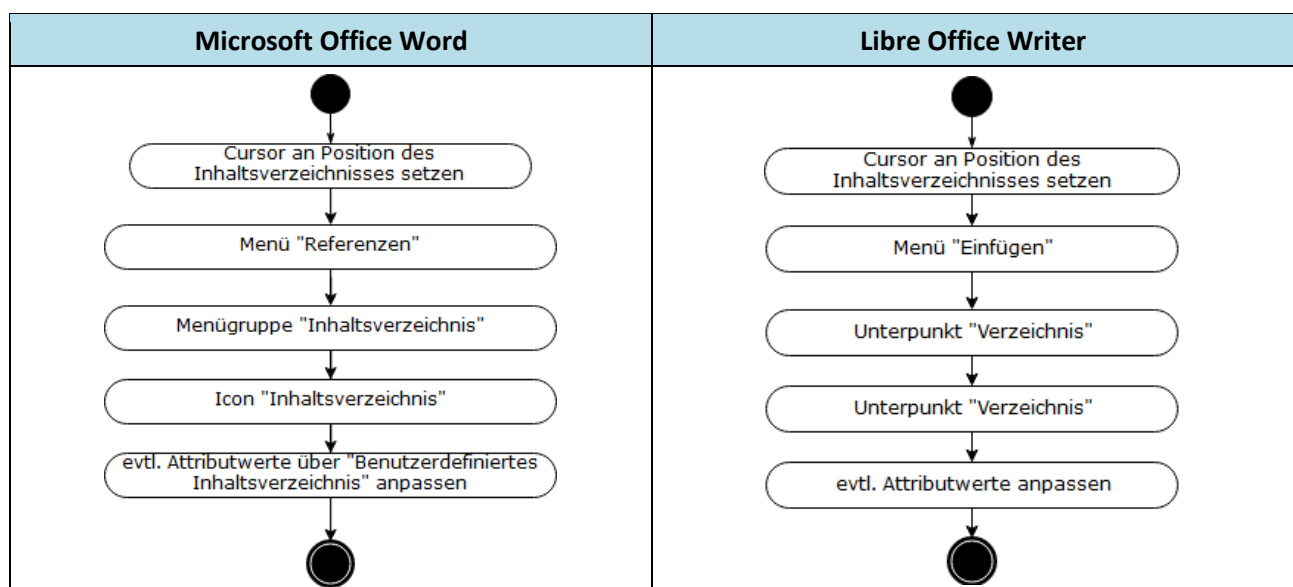 Microsoft Office Word
Libre Office Writer
Cursor an Position des
Inhaltsverzeichnisses setzen
Menü "Referenzen"
Menügruppe "Inhaltsverzeichnis"
Icon "Inhaltsverzeichnis"
evtl. Attributwerte über "Benutzerdefiniertes
Inhaltsverzeichnis" anpassen
Cursor an Position des
Inhaltsverzeichnisses setzen
Menü "Einfügen"
Unterpunkt "Verzeichnis"
Unterpunkt "Verzeichnis"
evtl. Attributwerte anpassen